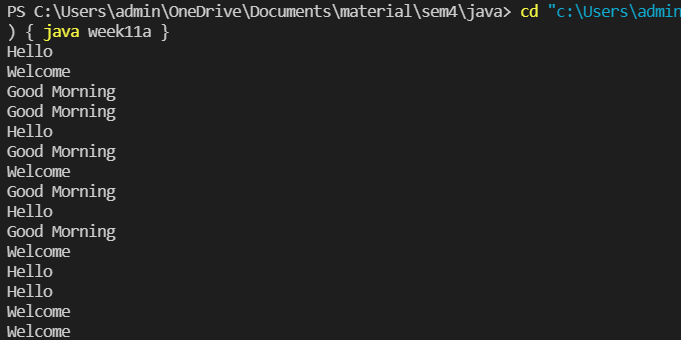 PS C:\Users\admin\OneDrive\Documents\material\sem4\java> cd "c:\Users\admin
) { java week11a }
Hello
Welcome
Good Morning
Good Morning
Hello
Good Morning
Welcome
Good Morning
Hello
Good Morning
Welcome
Hello
Hello
Welcome
Welcome